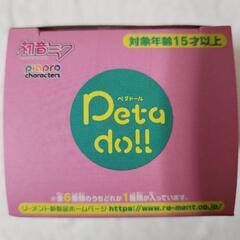 初音ミク
piapro
characters
対象年齢15才以上
ペタドール
Peta
do!!
※全6種類のうちどれか1種類が入っています。
リーメント新情報ホームページ https://www.re-ment.co.jp/